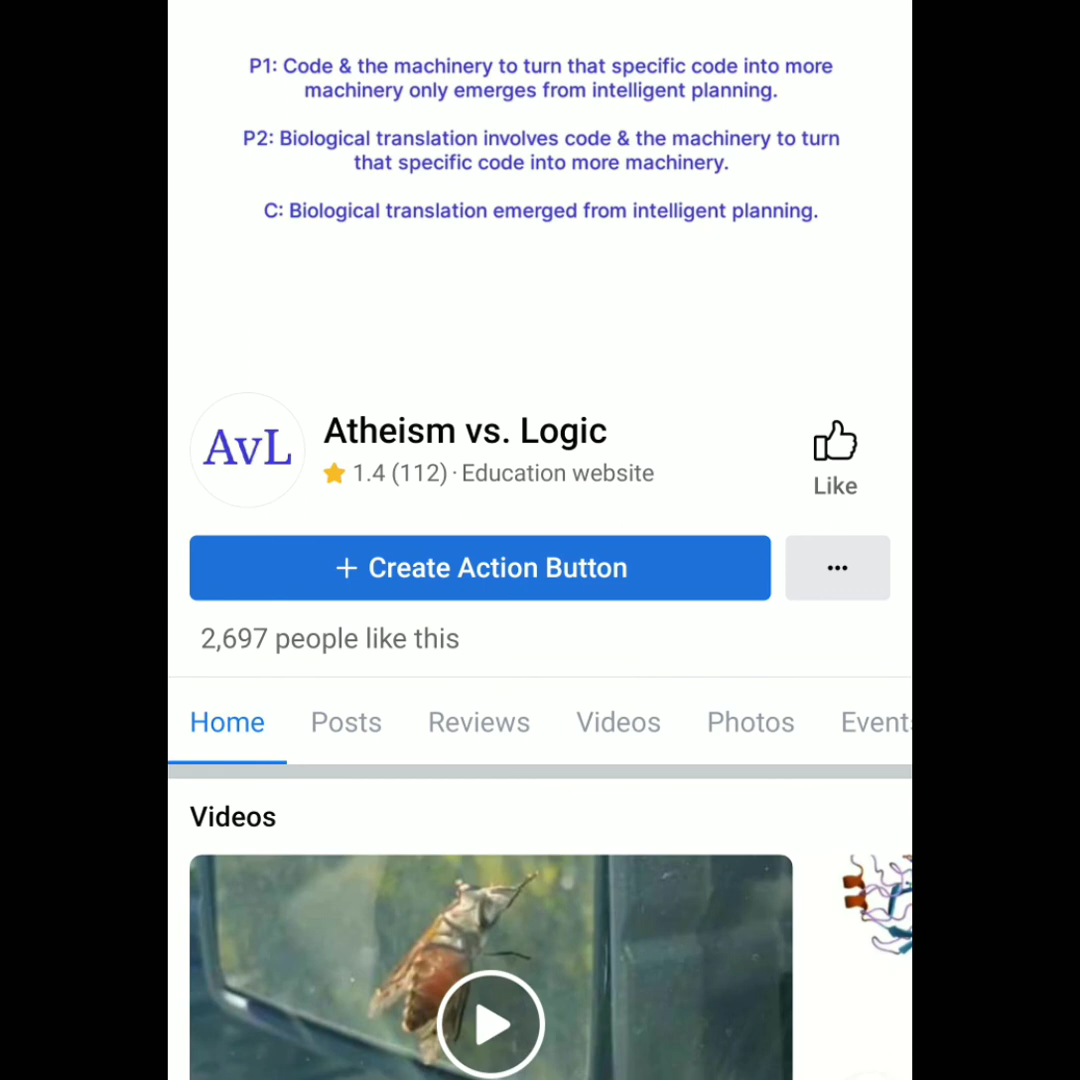 P1: Code & the machinery to turn that specific code into more
machinery only emerges from intelligent planning.
P2: Biological translation involves code & the machinery to turn
that specific code into more machinery.
C: Biological translation emerged from intelligent planning.
AvL
Atheism vs. Logic
1.4 (112) · Education website
Like
+ Create Action Button
2,697 people like this
Home Posts Reviews Videos Photos Event
Videos